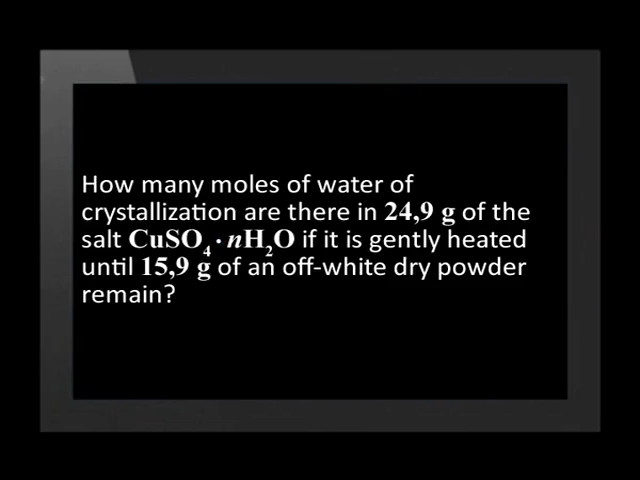 How many moles of water of
crystallization are there in 24,9 g of the
salt CuSO₄ · nH₂O if it is gently heated
until 15,9 g of an off-white dry powder
remain?